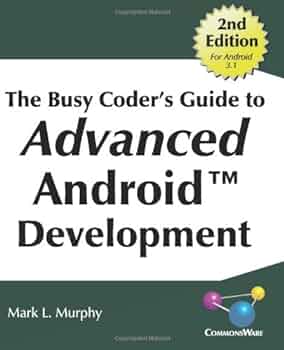 2nd
Edition
For Android
3.1
The Busy Coder's Guide to
Advanced
Android™
Development
Mark L. Murphy
COMMONSWARE